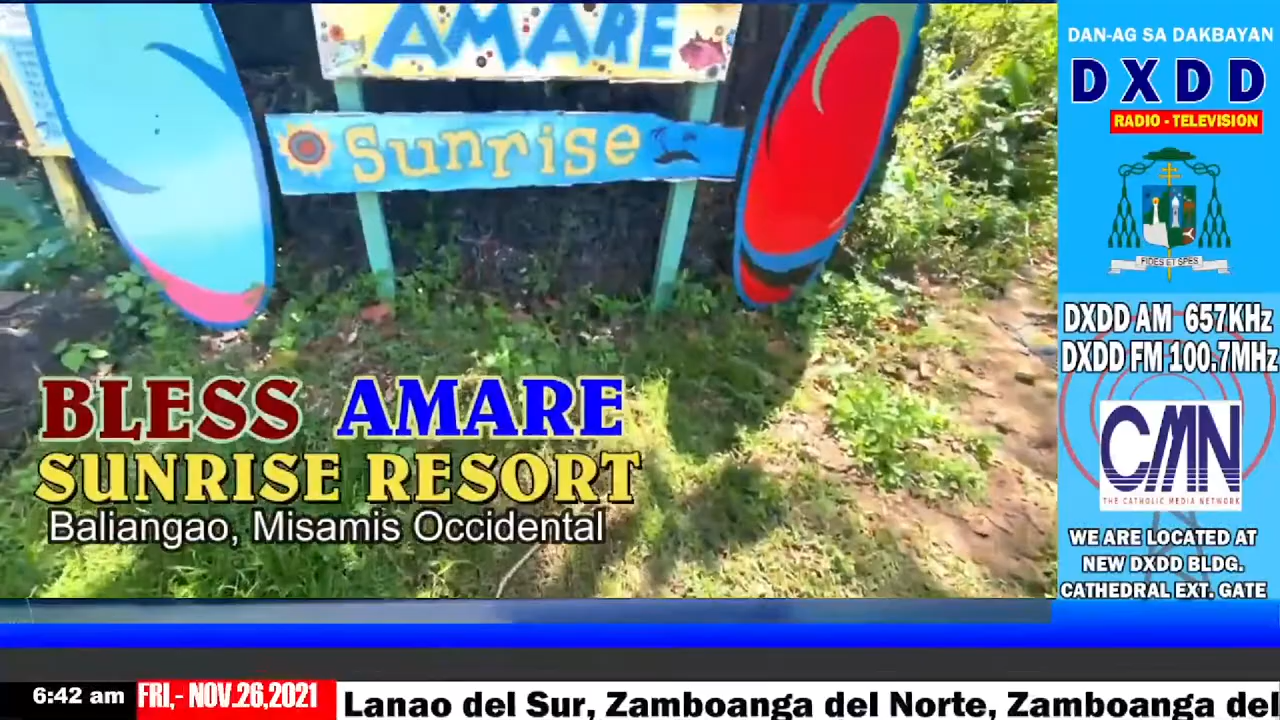 AMARE
Sunrise
BLESS AMARE
SUNRISE RESORT
Baliangao, Misamis Occidental
DAN-AG SA DAKBAYAN
DXDD
RADIO - TELEVISION
FIDES ET SPES
DXDD AM 657KHz
DXDD FM 100.7MHz
CMN
THE CATHOLIC MEDIA NETWORK
WE ARE LOCATED AT
NEW DXDD BLDG.
CATHEDRAL EXT. GATE
6:42 am FRI,- NOV.26,2021 Lanao del Sur, Zamboanga del Norte, Zamboanga del